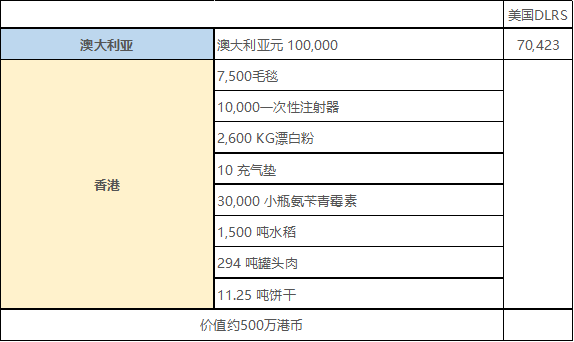 美国DLRS
澳大利亚 澳大利亚元 100,000 70,423
香港
7,500毛毯
10,000一次性注射器
2,600 KG漂白粉
10 充气垫
30,000 小瓶氨苄青霉素
1,500 吨水稻
294 吨罐头肉
11.25 吨饼干
价值约500万港币